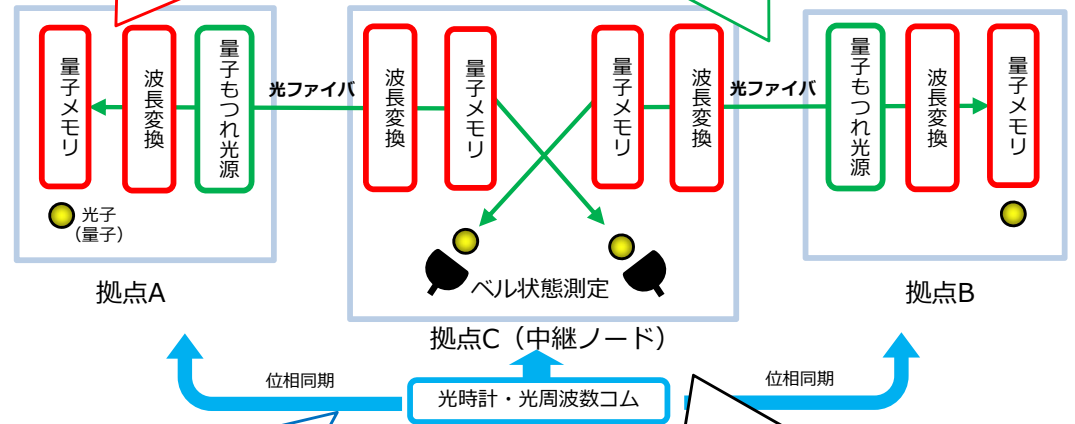 量子メモリ
波長変換
量子もつれ光源
光ファイバ
波長変換
量子メモリ
量子メモリ
波長変換
光ファイバ
量子もつれ光源
波長変換
量子メモリ
光子
（量子）
ベル状態測定
拠点A
拠点B
拠点C（中継ノード）
位相同期
位相同期
光時計・光周波数コム